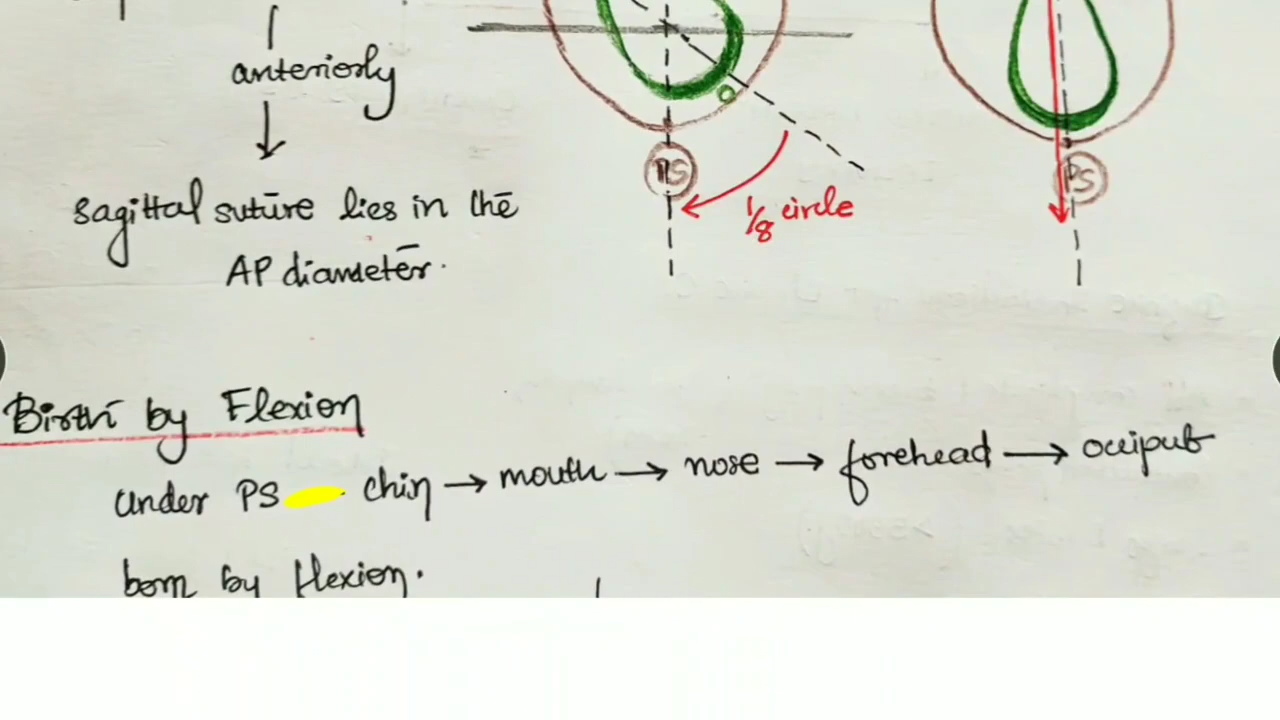 anteriorly
sagittal suture lies in the
AP diameter.
PS
PS
1/8 circle
Birth by Flexion
under PS chin → mouth → nose → forehead → occiput
born by flexion.